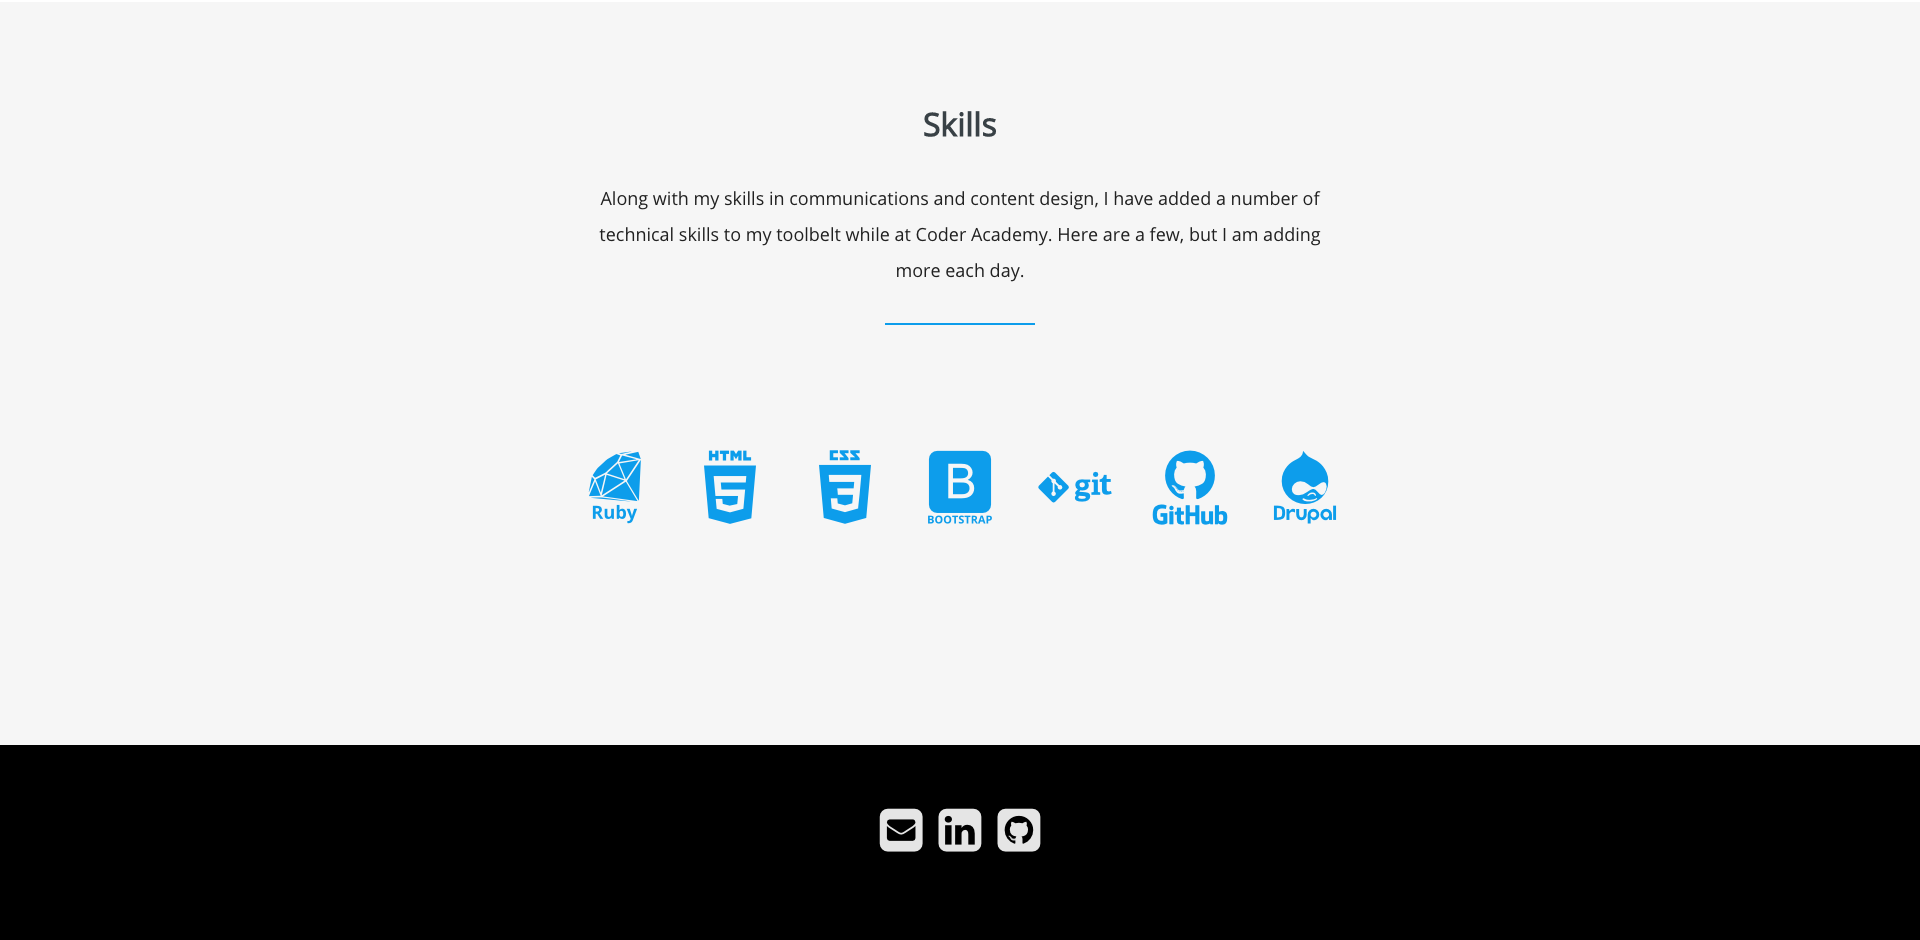 Skills
Along with my skills in communications and content design, I have added a number of
technical skills to my toolbelt while at Coder Academy. Here are a few, but I am adding
more each day.
HTML
CSS
5
3
B
git
Ruby
BOOTSTRAP
GitHub
Drupal
in